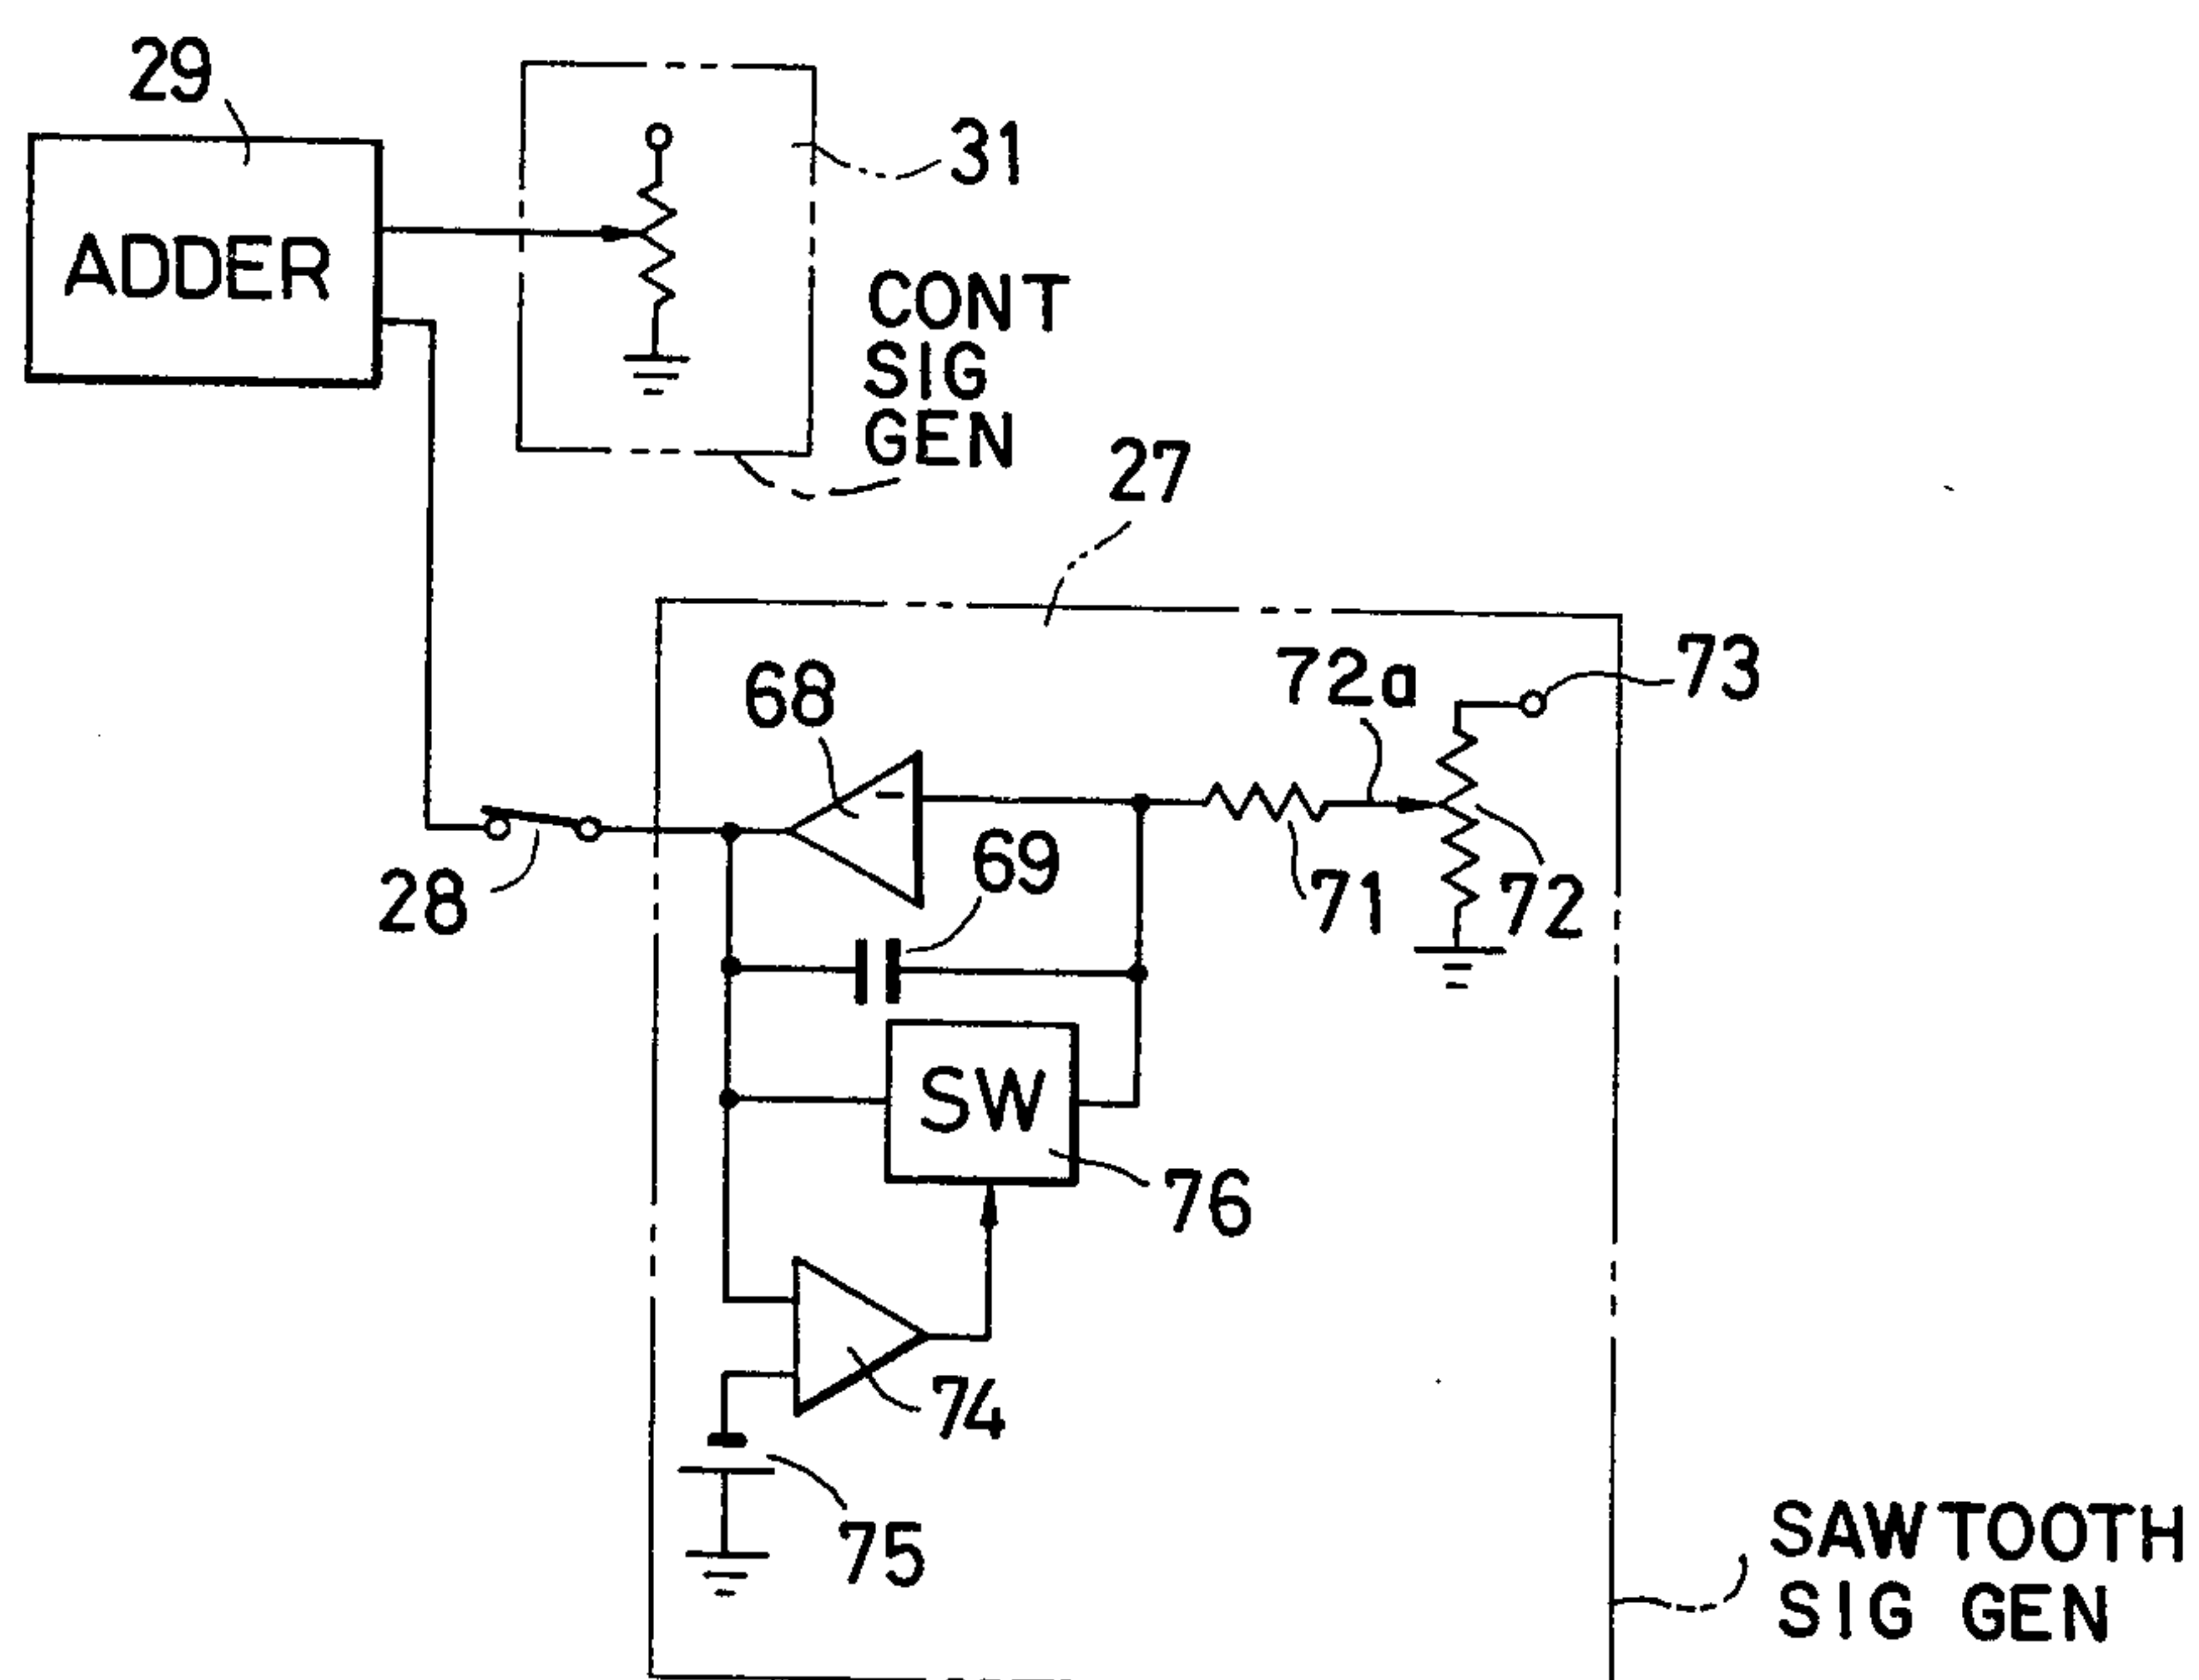 29
31
ADDER
CONT
SIG
GEN
27
73
72a
68
-
69
71
72
28
SW
76
74
75
SAWTOOTH
SIG GEN